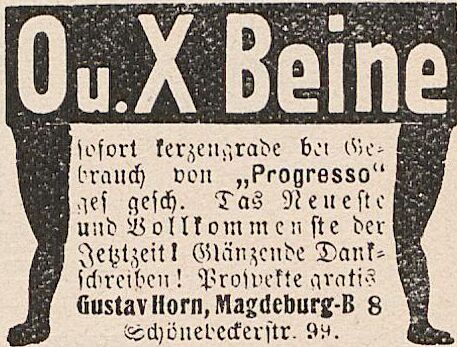 O u. X Beine
sofort kerzengrade bei Ge-
brauch von „Progresso“
ges gesch. Das Neueste
und Vollkommenste der
Jetztzeit! Glänzende Dank-
schreiben! Prospekte gratis
Gustav Horn, Magdeburg-B 8
Schönebeckerstr. 99.